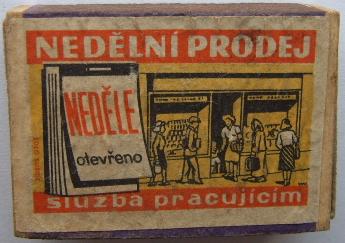 NEDĚLNÍ PRODEJ
NEDĚLE
otevřeno
služba pracujícím